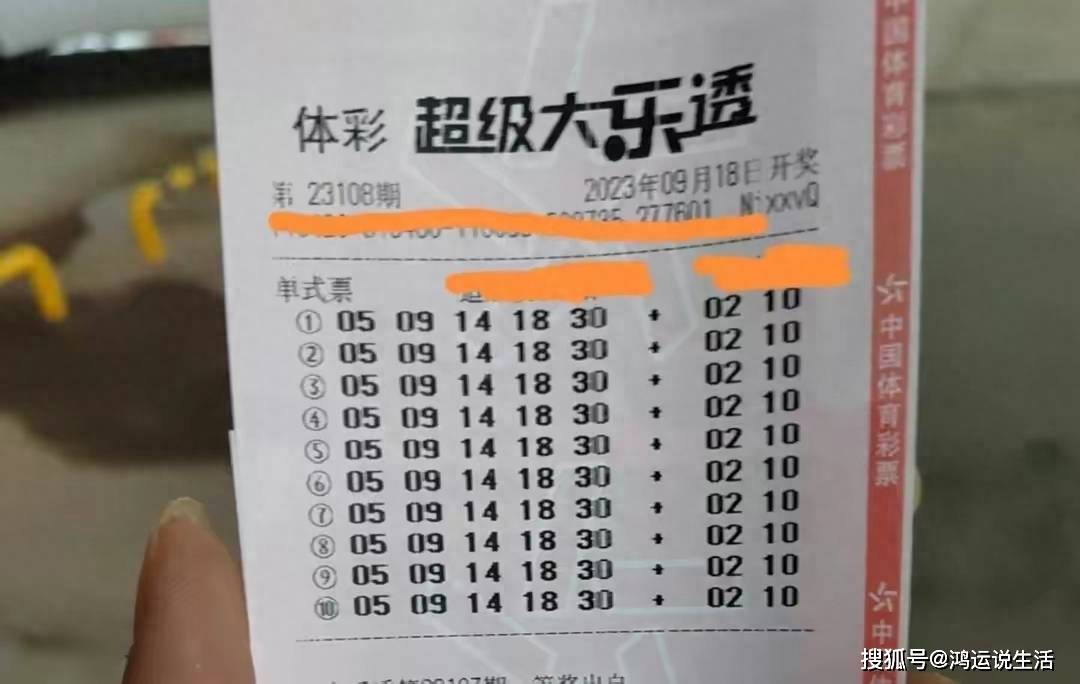 体彩 超级大乐透
第 23108期 2023年09月18日开奖
277601 NjxxvQ
单式票
① 05 09 14 18 30 + 02 10
② 05 09 14 18 30 + 02 10
③ 05 09 14 18 30 + 02 10
④ 05 09 14 18 30 + 02 10
⑤ 05 09 14 18 30 + 02 10
⑥ 05 09 14 18 30 + 02 10
⑦ 05 09 14 18 30 + 02 10
⑧ 05 09 14 18 30 + 02 10
⑨ 05 09 14 18 30 + 02 10
⑩ 05 09 14 18 30 + 02 10
中国体育彩票
中国体育彩票
中
搜狐号@鸿运说生活